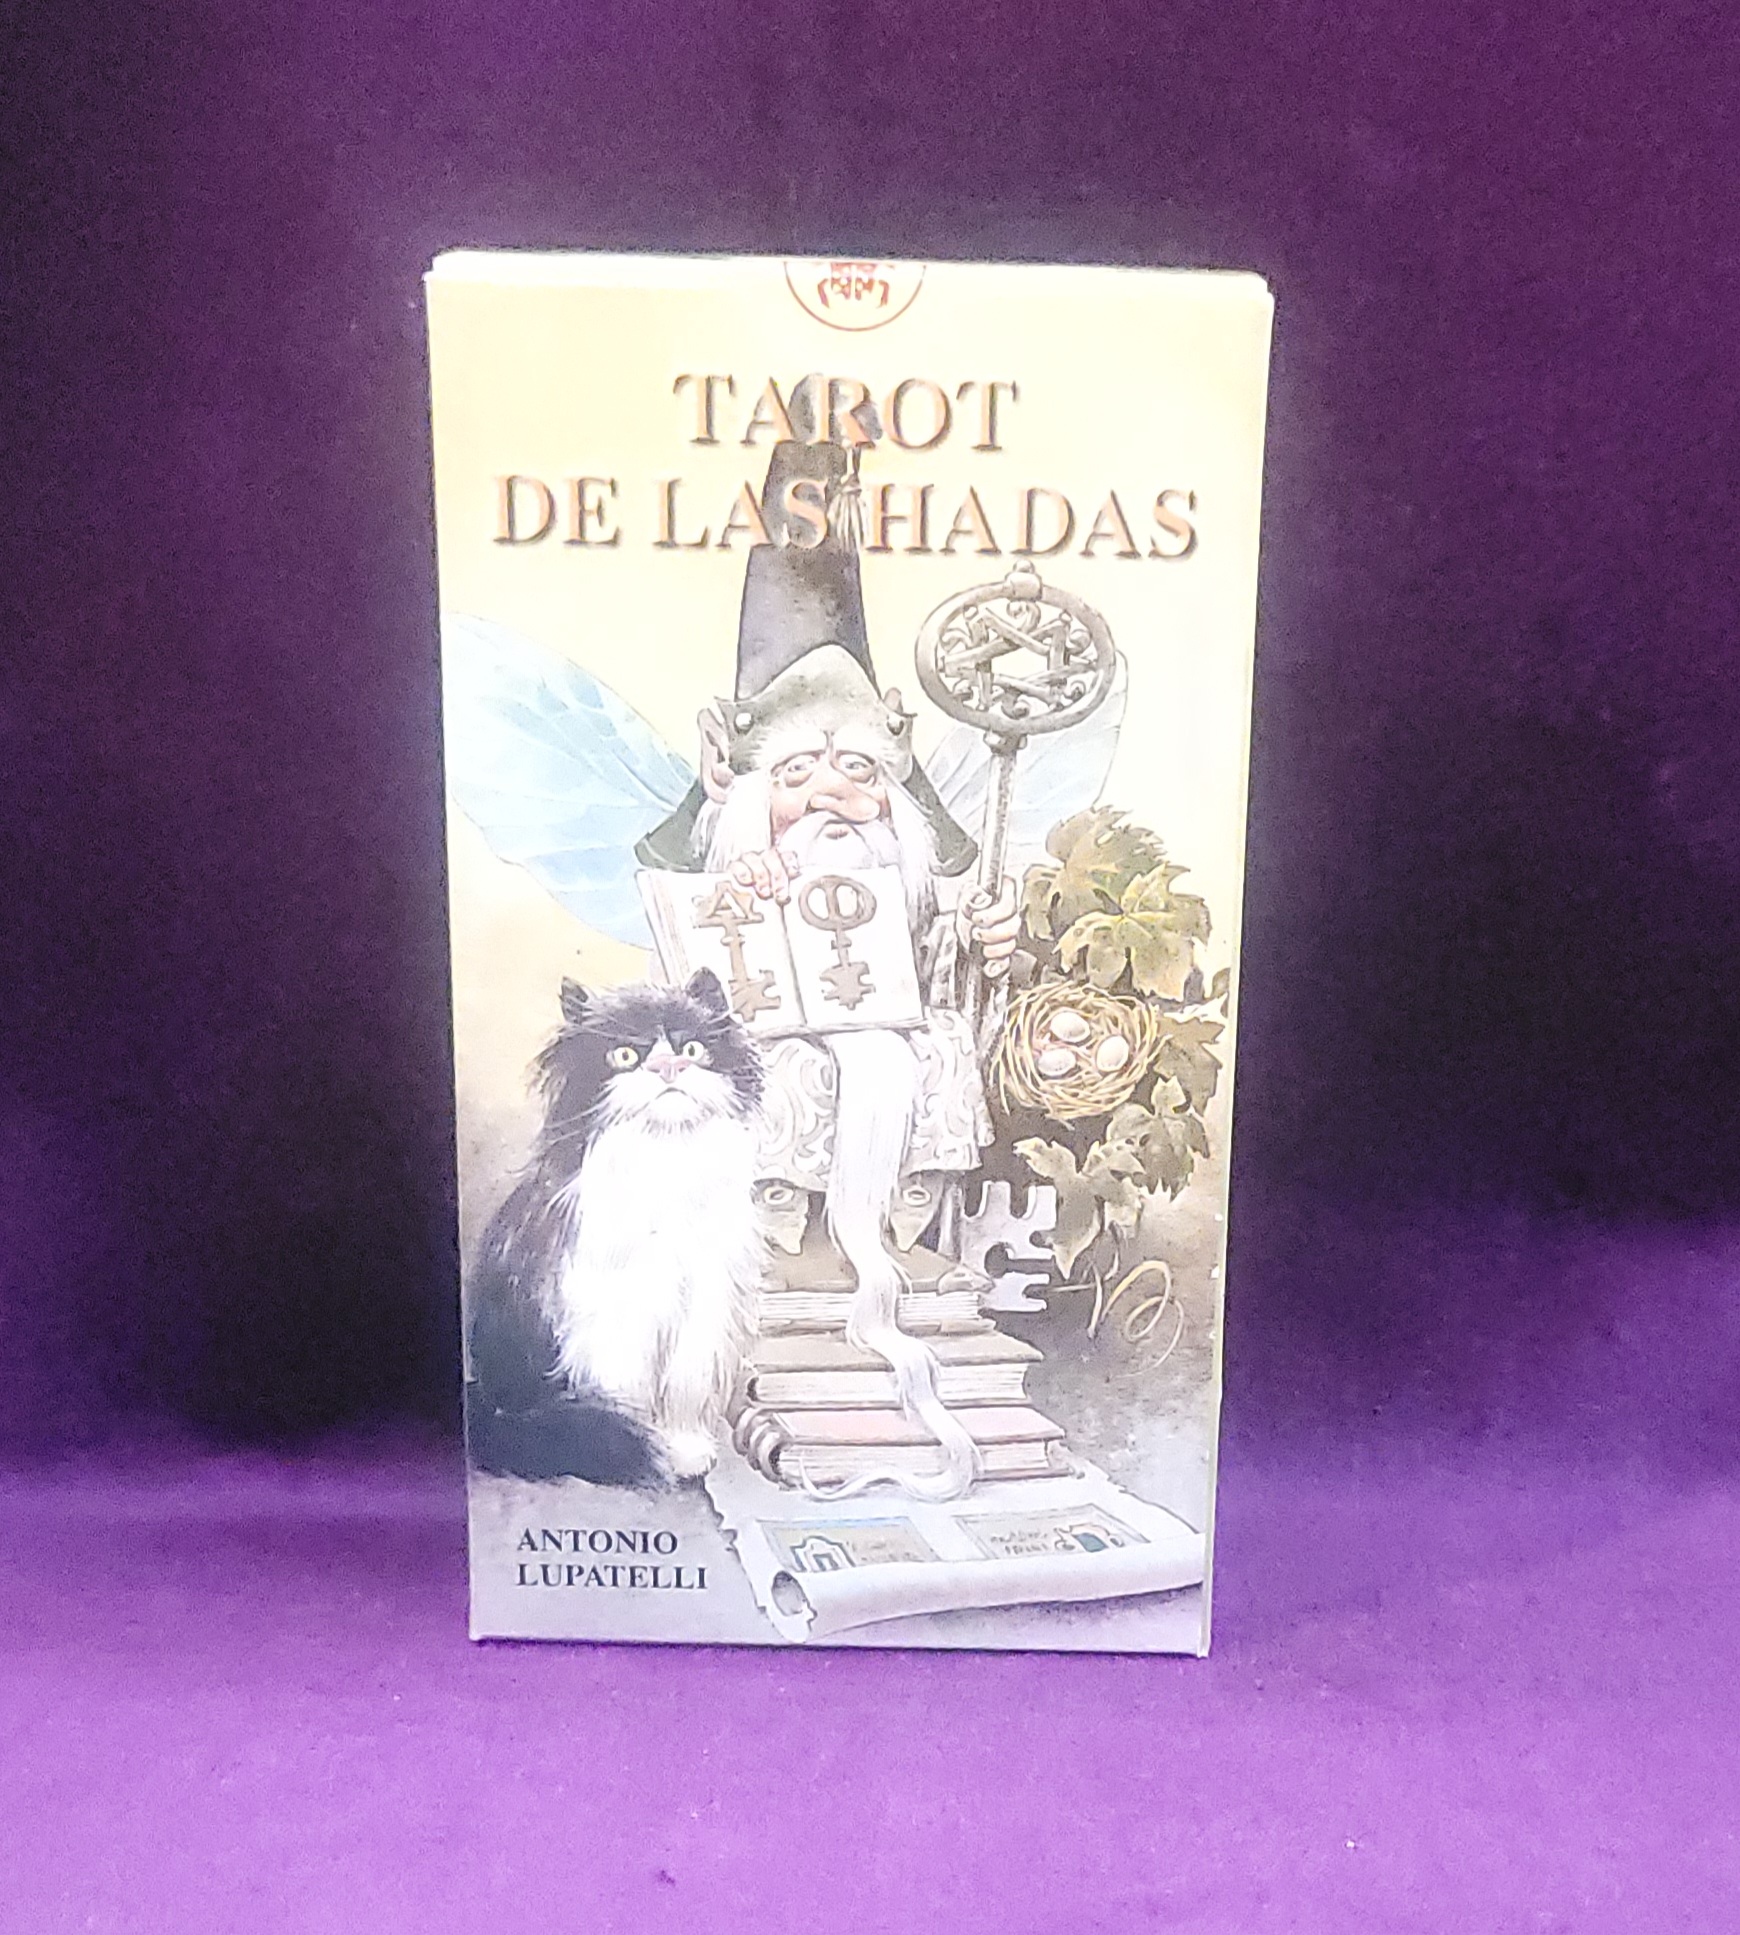 TAROT
DE LAS HADAS
ANTONIO
LUPATELLI